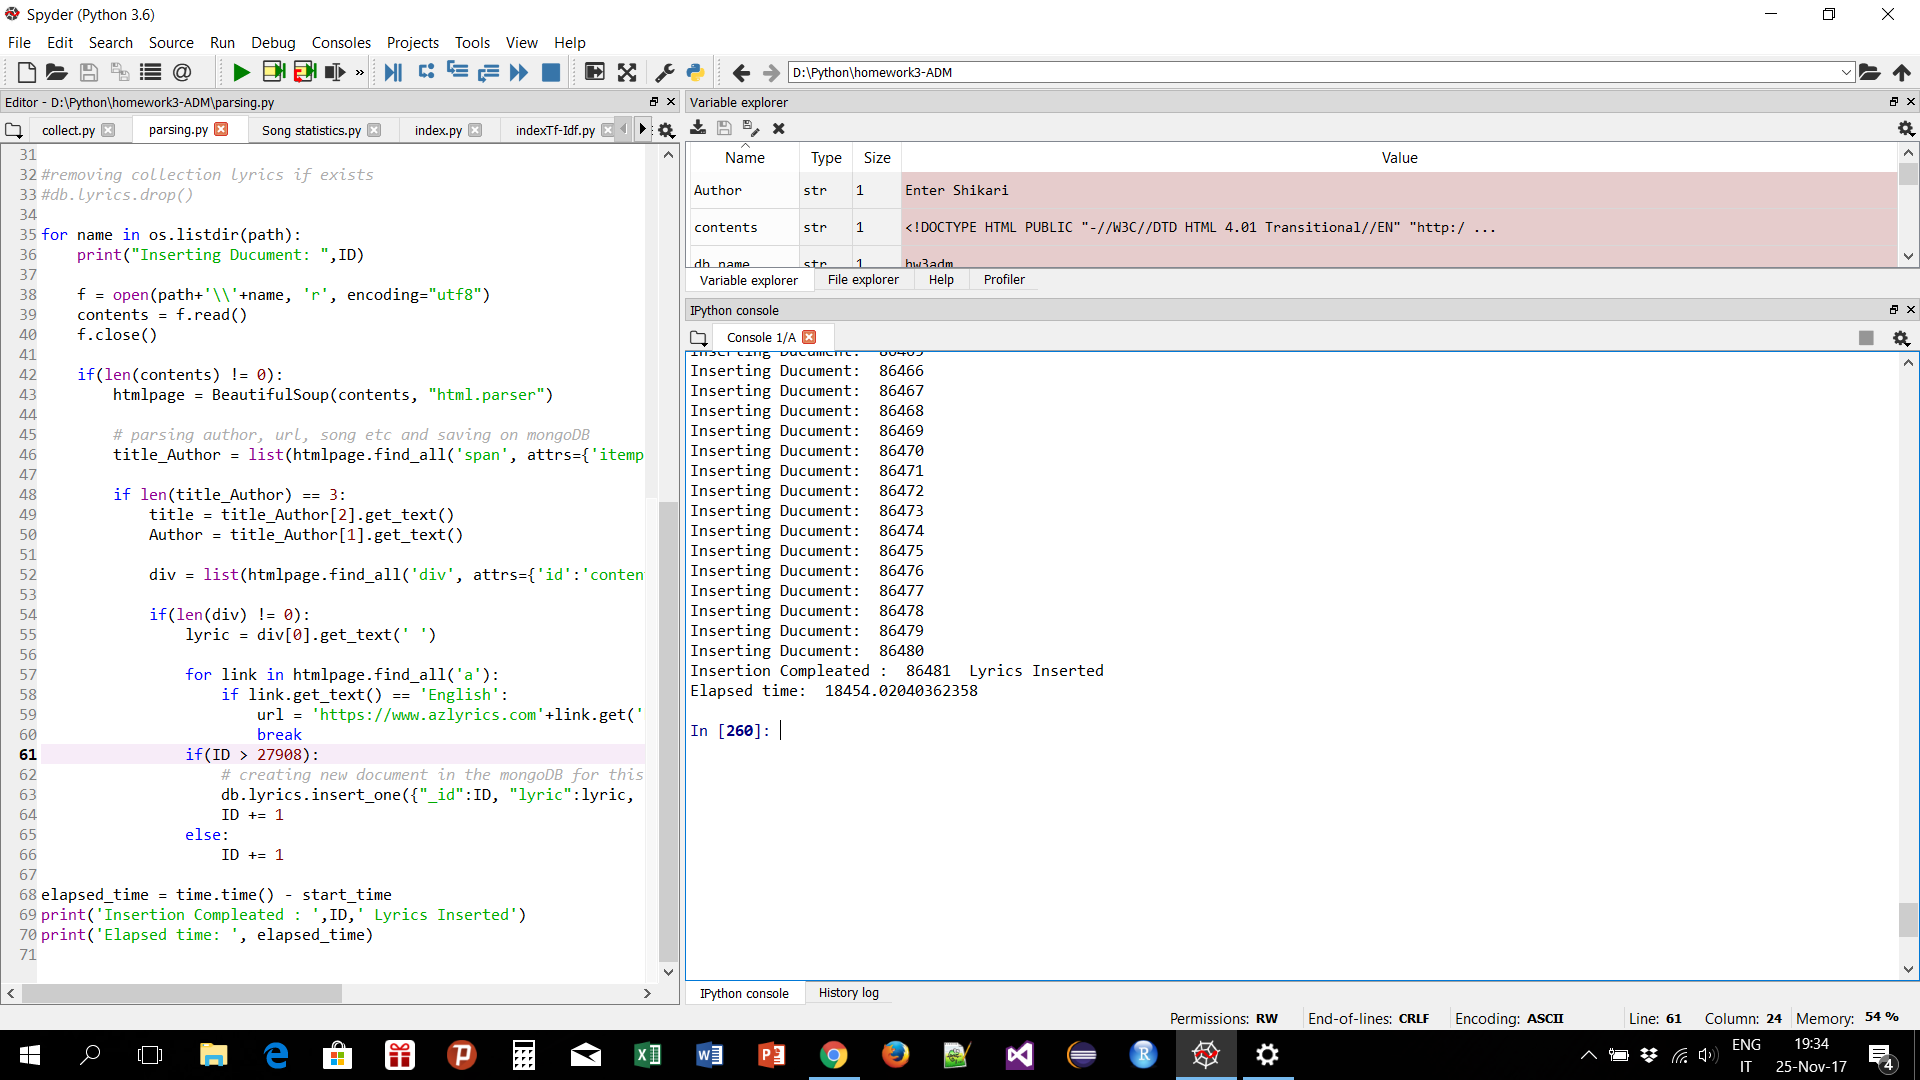 Spyder (Python 3.6)
File Edit Search Source Run Debug Consoles Projects Tools View Help
D:\Python\homework3-ADM
Editor - D:\Python\homework3-ADM\parsing.py
collect.py parsing.py Song statistics.py index.py indexTf-Idf.py
31
32 #removing collection lyrics if exists
33 #db.lyrics.drop()
34
35 for name in os.listdir(path):
36 print("Inserting Ducument: ",ID)
37
38 f = open(path+'\\'+name, 'r', encoding="utf8")
39 contents = f.read()
40 f.close()
41
42 if(len(contents) != 0):
43 htmlpage = BeautifulSoup(contents, "html.parser")
44
45 # parsing author, url, song etc and saving on mongoDB
46 title_Author = list(htmlpage.find_all('span', attrs={'itemp
47
48 if len(title_Author) == 3:
49 title = title_Author[2].get_text()
50 Author = title_Author[1].get_text()
51
52 div = list(htmlpage.find_all('div', attrs={'id':'conten
53
54 if(len(div) != 0):
55 lyric = div[0].get_text(' ')
56
57 for link in htmlpage.find_all('a'):
58 if link.get_text() == 'English':
59 url = 'https://www.azlyrics.com'+link.get('
60 break
61 if(ID > 27908):
62 # creating new document in the mongoDB for this
63 db.lyrics.insert_one({"_id":ID, "lyric":lyric,
64 ID += 1
65 else:
66 ID += 1
67
68 elapsed_time = time.time() - start_time
69 print('Insertion Compleated : ',ID,' Lyrics Inserted')
70 print('Elapsed time: ', elapsed_time)
71
Variable explorer
Name Type Size Value
Author str 1 Enter Shikari
contents str 1 <!DOCTYPE HTML PUBLIC "-//W3C//DTD HTML 4.01 Transitional//EN" "http:/ ...
db_name str 1 hw3adm
Variable explorer File explorer Help Profiler
IPython console
Console 1/A
Inserting Ducument: 86465
Inserting Ducument: 86466
Inserting Ducument: 86467
Inserting Ducument: 86468
Inserting Ducument: 86469
Inserting Ducument: 86470
Inserting Ducument: 86471
Inserting Ducument: 86472
Inserting Ducument: 86473
Inserting Ducument: 86474
Inserting Ducument: 86475
Inserting Ducument: 86476
Inserting Ducument: 86477
Inserting Ducument: 86478
Inserting Ducument: 86479
Inserting Ducument: 86480
Insertion Compleated : 86481 Lyrics Inserted
Elapsed time: 18454.02040362358
In [260]:
IPython console History log
Permissions: RW End-of-lines: CRLF Encoding: ASCII Line: 61 Column: 24 Memory: 54 %
ENG
IT
19:34
25-Nov-17
4